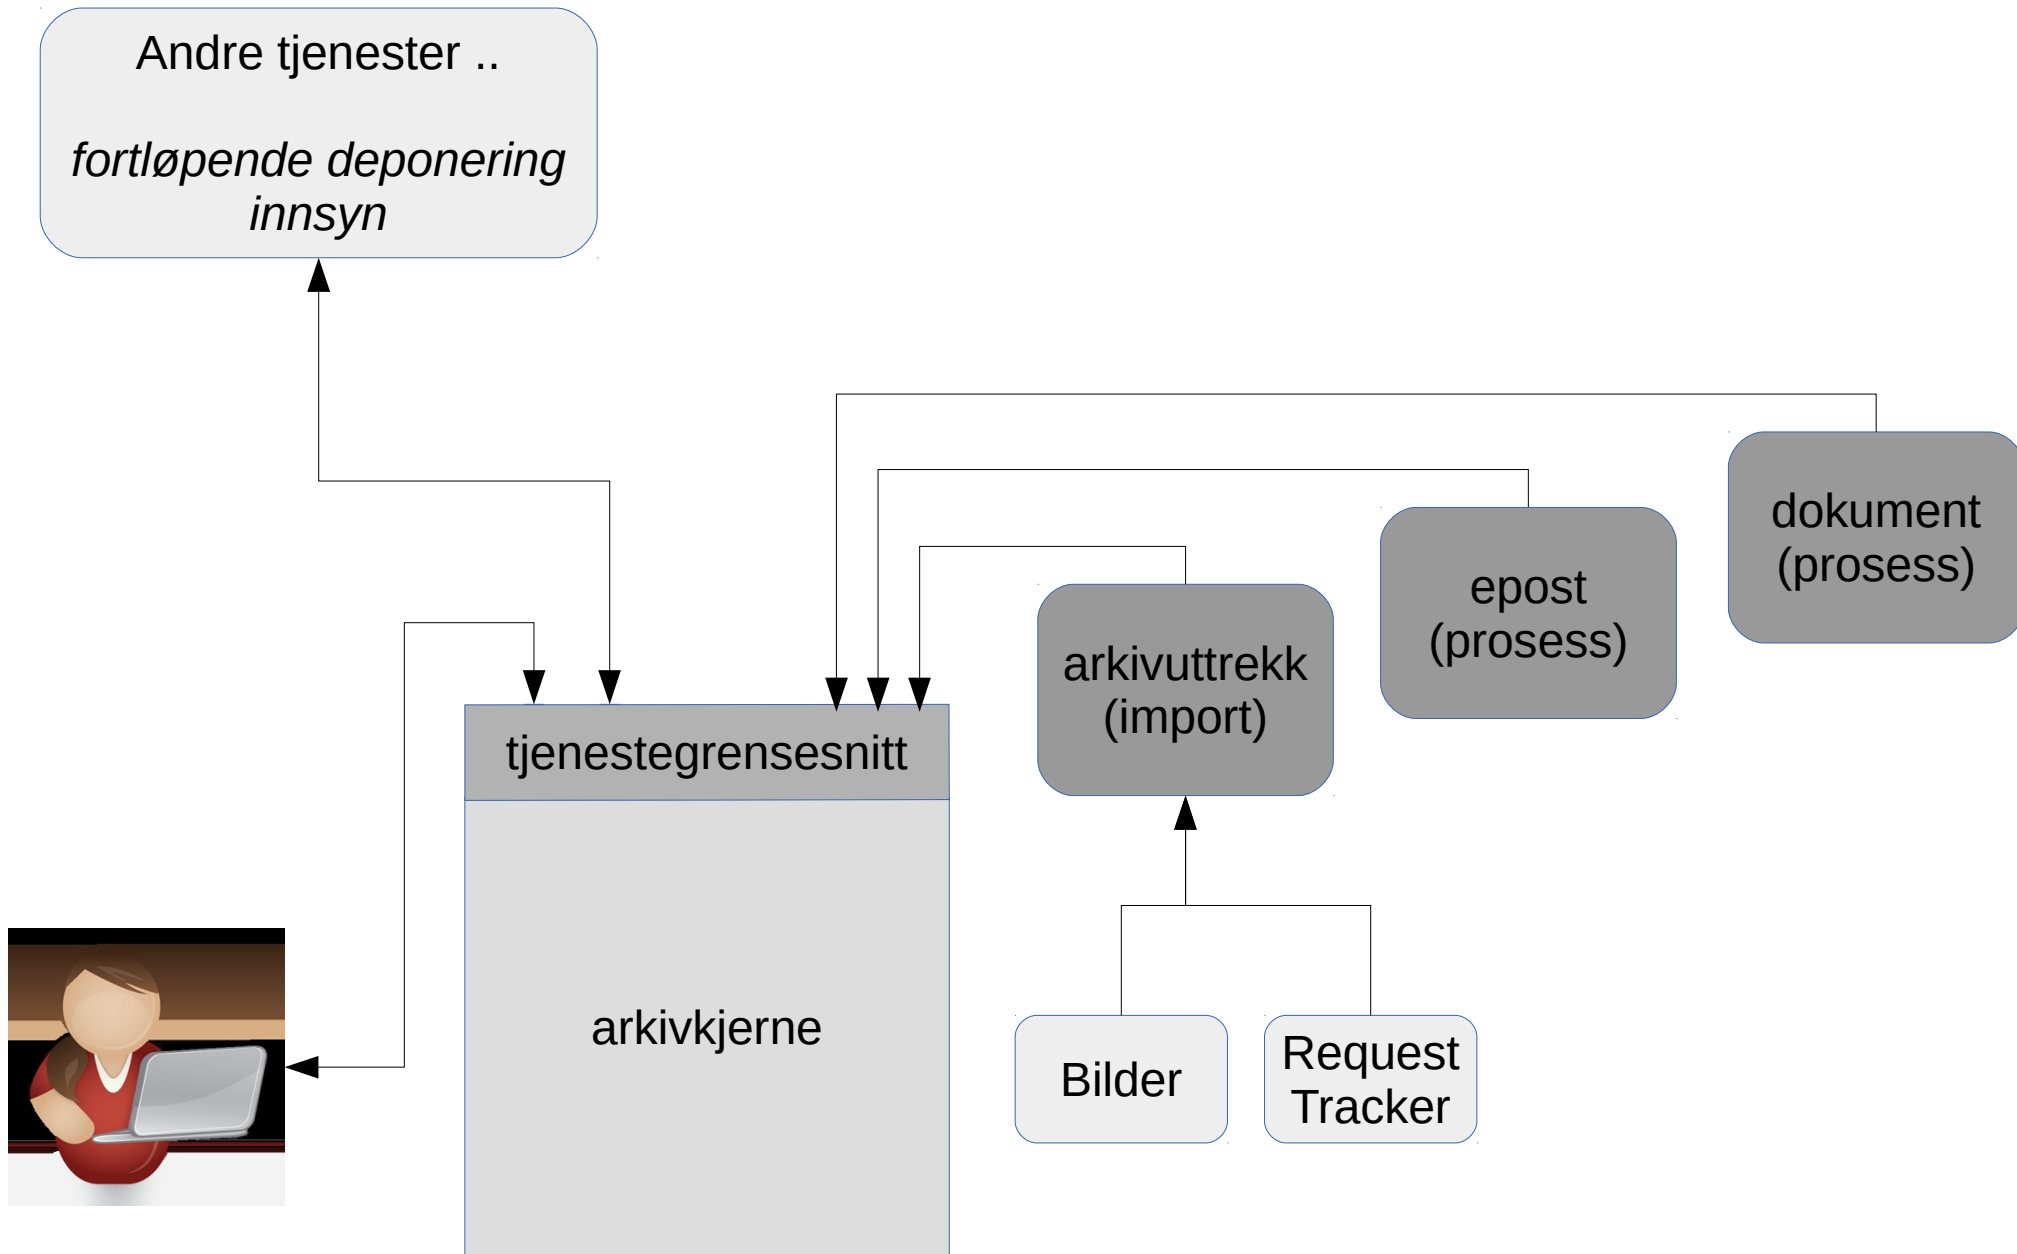 Andre tjenester ..
fortløpende deponering
innsyn
dokument
(prosess)
epost
(prosess)
arkivuttrekk
(import)
tjenestegrensesnitt
arkivkjerne
Bilder
Request
Tracker